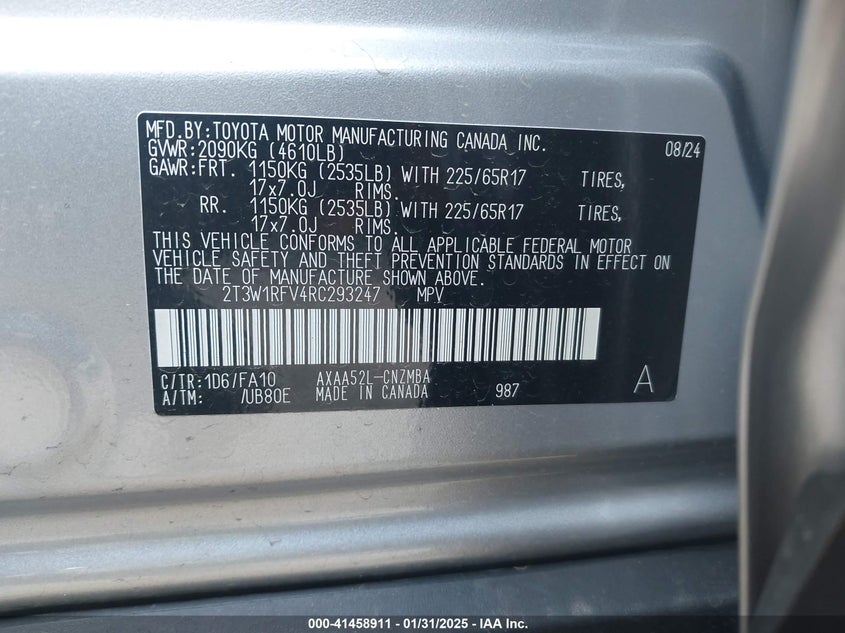 MFD.BY:TOYOTA MOTOR MANUFACTURING CANADA INC. 08/24
GVWR:2090KG (4610LB)
GAWR:FRT. 1150KG (2535LB) WITH 225/65R17 TIRES,
17x7.0J RIMS.
RR. 1150KG (2535LB) WITH 225/65R17 TIRES,
17x7.0J RIMS.
THIS VEHICLE CONFORMS TO ALL APPLICABLE FEDERAL MOTOR
VEHICLE SAFETY AND THEFT PREVENTION STANDARDS IN EFFECT ON
THE DATE OF MANUFACTURE SHOWN ABOVE.
2T3W1RFV4RC293247 MPV
C/TR:1D6/FA10 AXAA52L-CNZMBA
A/TM: /UB80E MADE IN CANADA 987 A
000-41458911 — 01/31/2025 — IAA Inc.